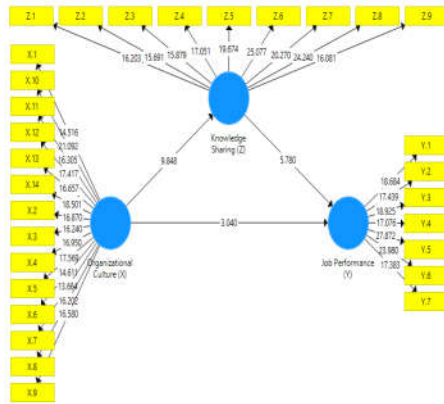 Z.1 Z.2 Z.3 Z.4 Z.5 Z.6 Z.7 Z.8 Z.9
16.203 15.691 15.879 17.051 19.674 25.077 20.270 24.240 16.081
Knowledge
Sharing (Z)
X.1
X.10
X.11
X.12
X.13
X.14
X.2
X.3
X.4
X.5
X.6
X.7
X.8
X.9
14.516
21.092
16.305
17.417
16.657
18.501
16.870
16.240
16.950
17.569
14.611
13.664
16.202
16.580
Organizational
Culture (X)
9.848
5.780
3.040
Job Performance
(Y)
18.684
17.439
18.925
17.076
27.872
23.980
17.383
Y.1
Y.2
Y.3
Y.4
Y.5
Y.6
Y.7